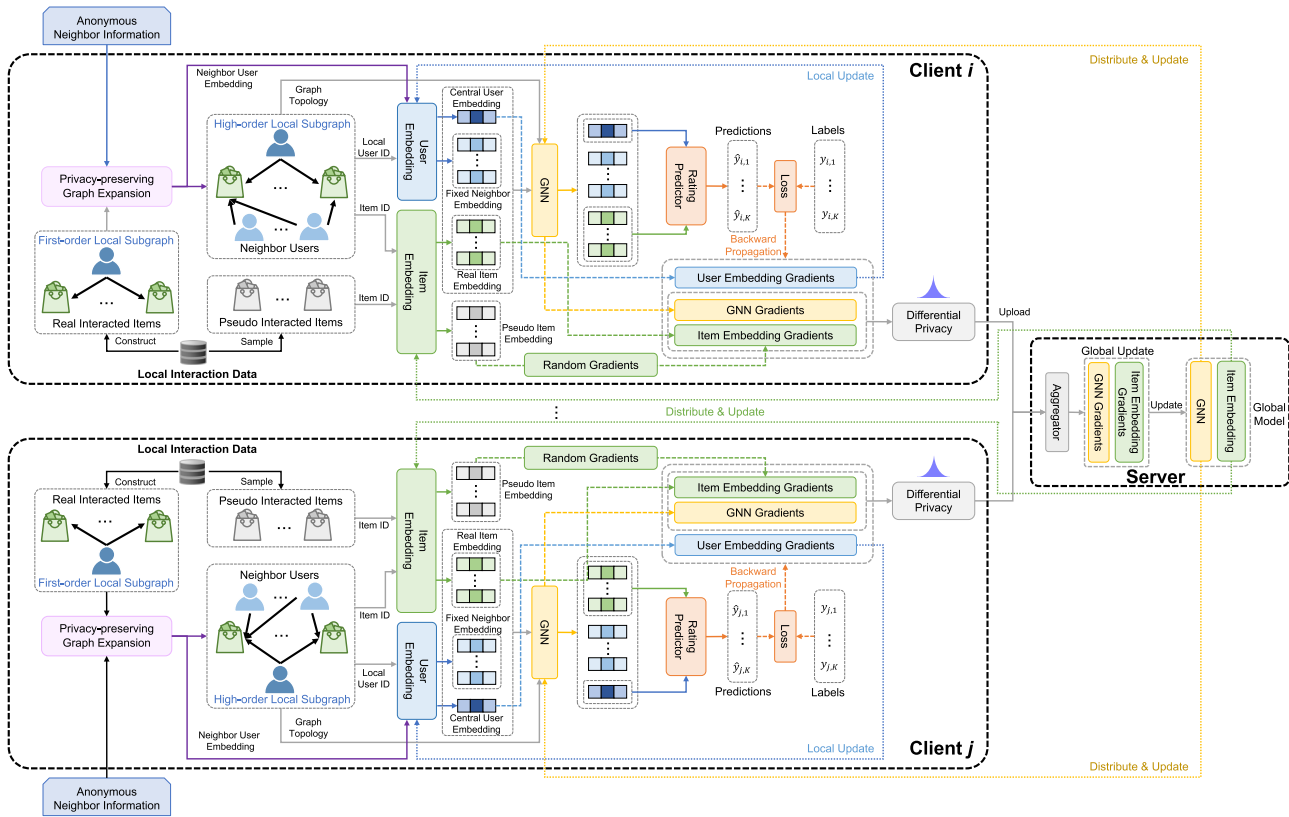 Anonymous
Neighbor Information
Client i
Distribute & Update
Neighbor User
Embedding
Graph
Topology
Local Update
Central User
Embedding
High-order Local Subgraph
Local
User ID
User
Embedding
Privacy-preserving
Graph Expansion
...
Neighbor Users
Item ID
Fixed Neighbor
Embedding
GNN
Rating
Predictor
Predictions
ŷi,1
⋮
ŷi,K
Loss
Labels
yi,1
⋮
yi,K
Backward
Propagation
First-order Local Subgraph
...
Real Interacted Items
...
Pseudo Interacted Items
Item ID
Item
Embedding
Real Item
Embedding
Pseudo Item
Embedding
User Embedding Gradients
GNN Gradients
Item Embedding Gradients
Random Gradients
Differential
Privacy
Upload
Construct
Sample
Local Interaction Data
⋮
Distribute & Update
Aggregator
Global Update
GNN Gradients
Item Embedding
Gradients
Update
GNN
Item Embedding
Global
Model
Server
Local Interaction Data
Construct
Sample
Real Interacted Items
...
First-order Local Subgraph
Pseudo Interacted Items
...
Item ID
Item
Embedding
Pseudo Item
Embedding
Random Gradients
Item Embedding Gradients
GNN Gradients
User Embedding Gradients
Differential
Privacy
Real Item
Embedding
Neighbor Users
...
Item ID
Fixed Neighbor
Embedding
Privacy-preserving
Graph Expansion
High-order Local Subgraph
Local
User ID
User
Embedding
Central User
Embedding
GNN
Rating
Predictor
Backward
Propagation
ŷj,1
⋮
ŷj,K
Predictions
Loss
yj,1
⋮
yj,K
Labels
Graph
Topology
Neighbor User
Embedding
Local Update
Client j
Distribute & Update
Anonymous
Neighbor Information